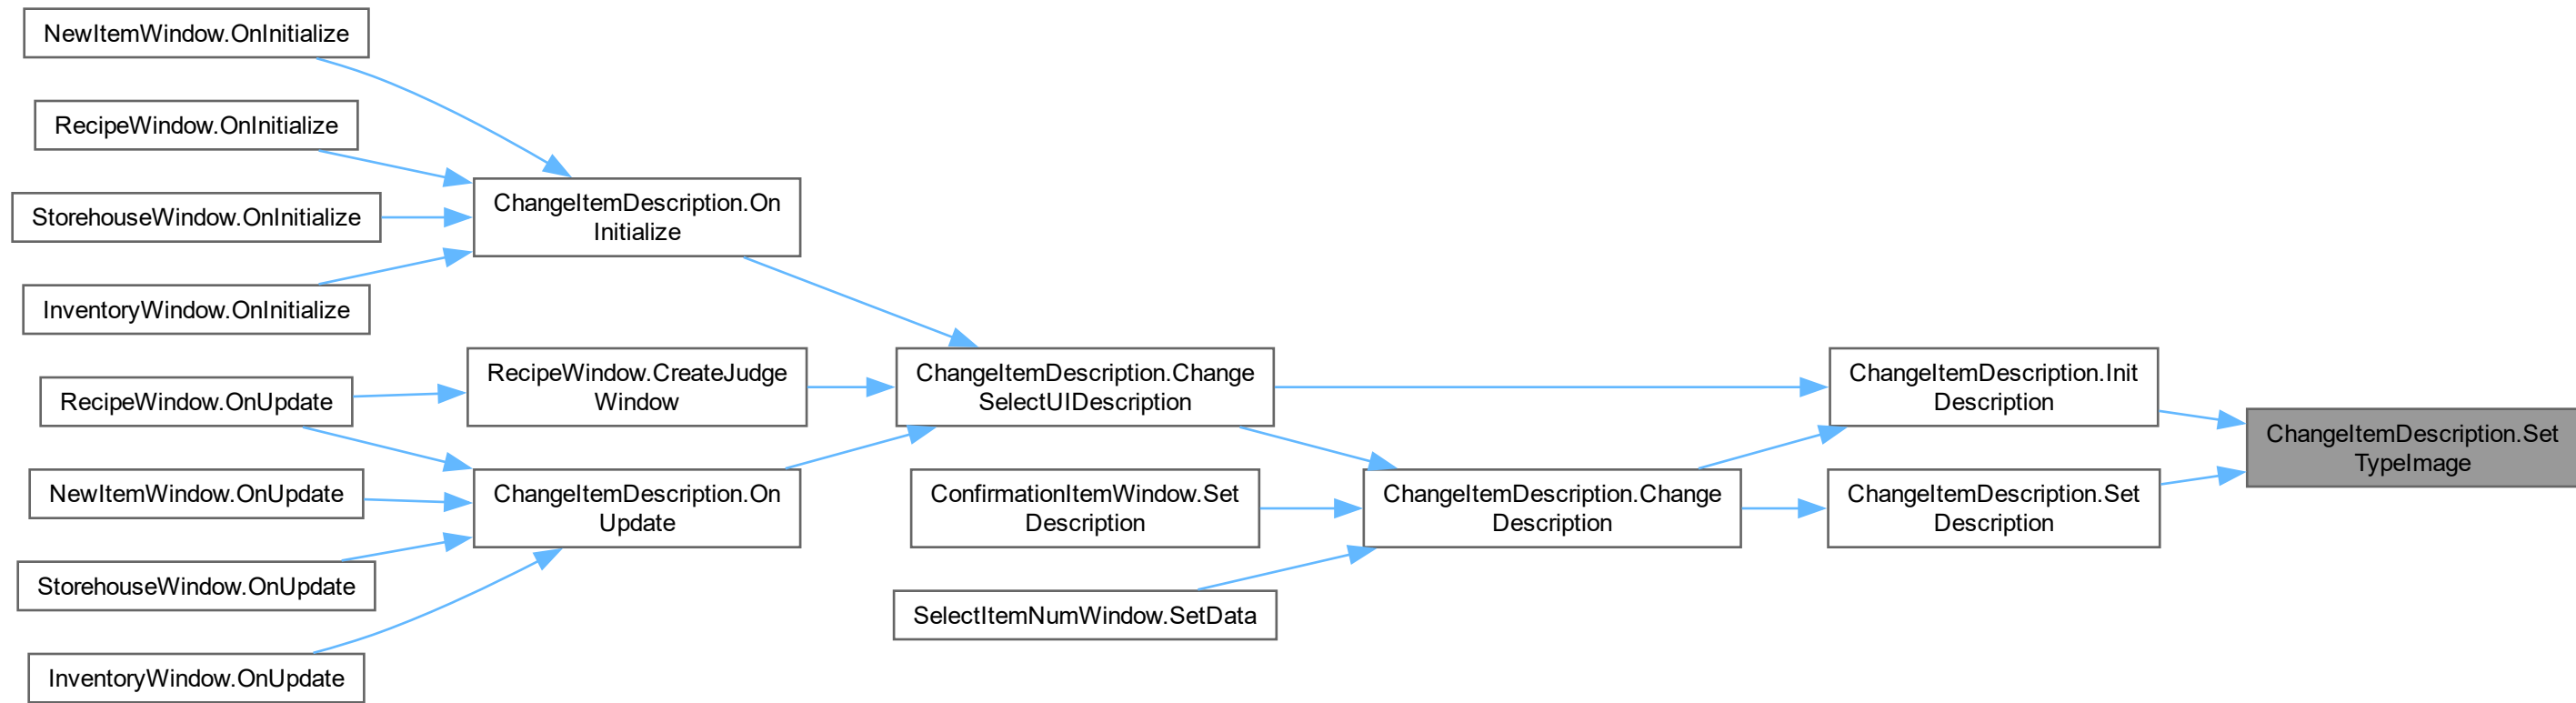 NewItemWindow.OnInitialize
RecipeWindow.OnInitialize
StorehouseWindow.OnInitialize
InventoryWindow.OnInitialize
RecipeWindow.OnUpdate
NewItemWindow.OnUpdate
StorehouseWindow.OnUpdate
InventoryWindow.OnUpdate
ChangeItemDescription.On
Initialize
RecipeWindow.CreateJudge
Window
ChangeItemDescription.On
Update
ChangeItemDescription.Change
SelectUIDescription
ConfirmationItemWindow.Set
Description
SelectItemNumWindow.SetData
ChangeItemDescription.Change
Description
ChangeItemDescription.Init
Description
ChangeItemDescription.Set
Description
ChangeItemDescription.Set
TypeImage